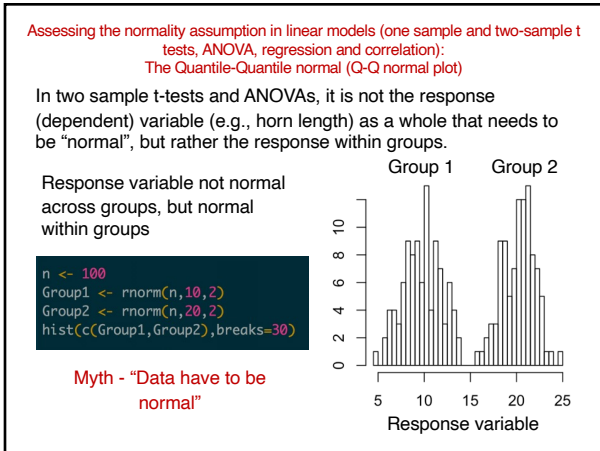 Assessing the normality assumption in linear models (one sample and two-sample t
tests, ANOVA, regression and correlation):
The Quantile-Quantile normal (Q-Q normal plot)
In two sample t-tests and ANOVAs, it is not the response
(dependent) variable (e.g., horn length) as a whole that needs to
be “normal”, but rather the response within groups.
Response variable not normal
across groups, but normal
within groups
n <- 100
Group1 <- rnorm(n,10,2)
Group2 <- rnorm(n,20,2)
hist(c(Group1,Group2),breaks=30)
Myth - “Data have to be
normal”
Group 1 Group 2
10
8
6
4
2
0
5 10 15 20 25
Response variable